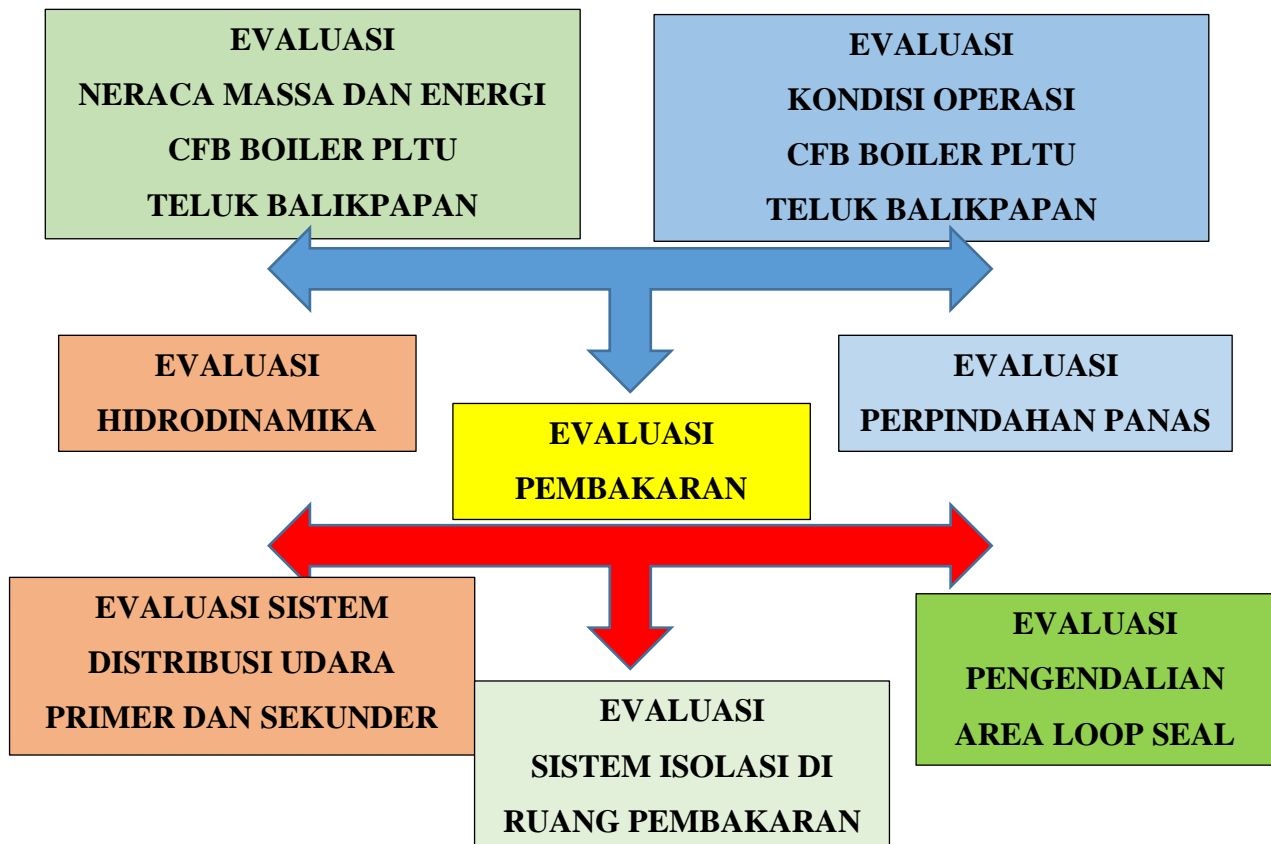 EVALUASI
NERACA MASSA DAN ENERGI
CFB BOILER PLTU
TELUK BALIKPAPAN
EVALUASI
KONDISI OPERASI
CFB BOILER PLTU
TELUK BALIKPAPAN
EVALUASI
HIDRODINAMIKA
EVALUASI
PEMBAKARAN
EVALUASI
PERPINDAHAN PANAS
EVALUASI SISTEM
DISTRIBUSI UDARA
PRIMER DAN SEKUNDER
EVALUASI
SISTEM ISOLASI DI
RUANG PEMBAKARAN
EVALUASI
PENGENDALIAN
AREA LOOP SEAL